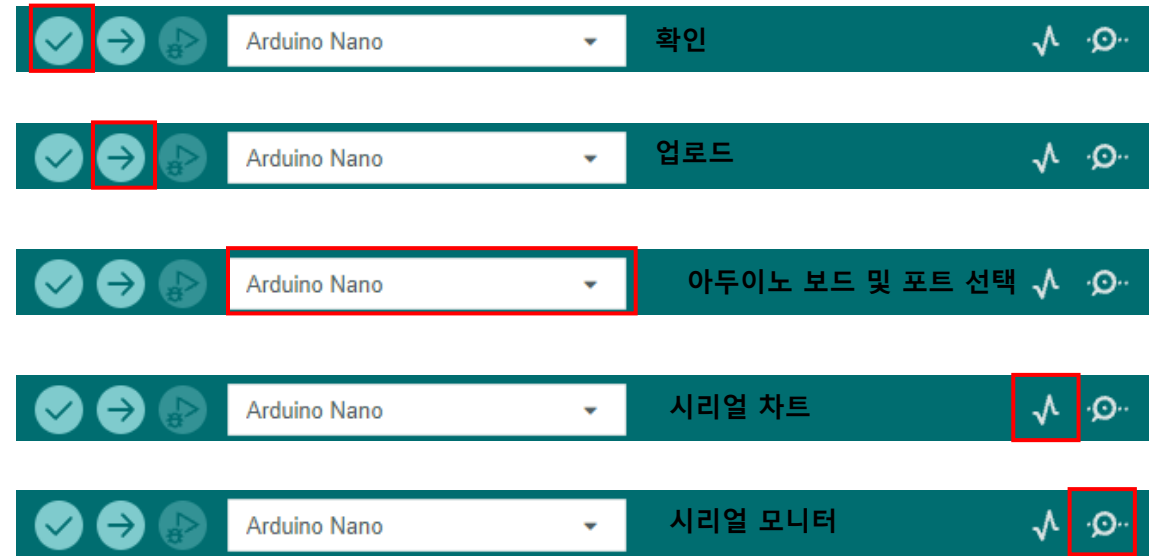 Arduino Nano 확인
Arduino Nano 업로드
Arduino Nano 아두이노 보드 및 포트 선택
Arduino Nano 시리얼 차트
Arduino Nano 시리얼 모니터